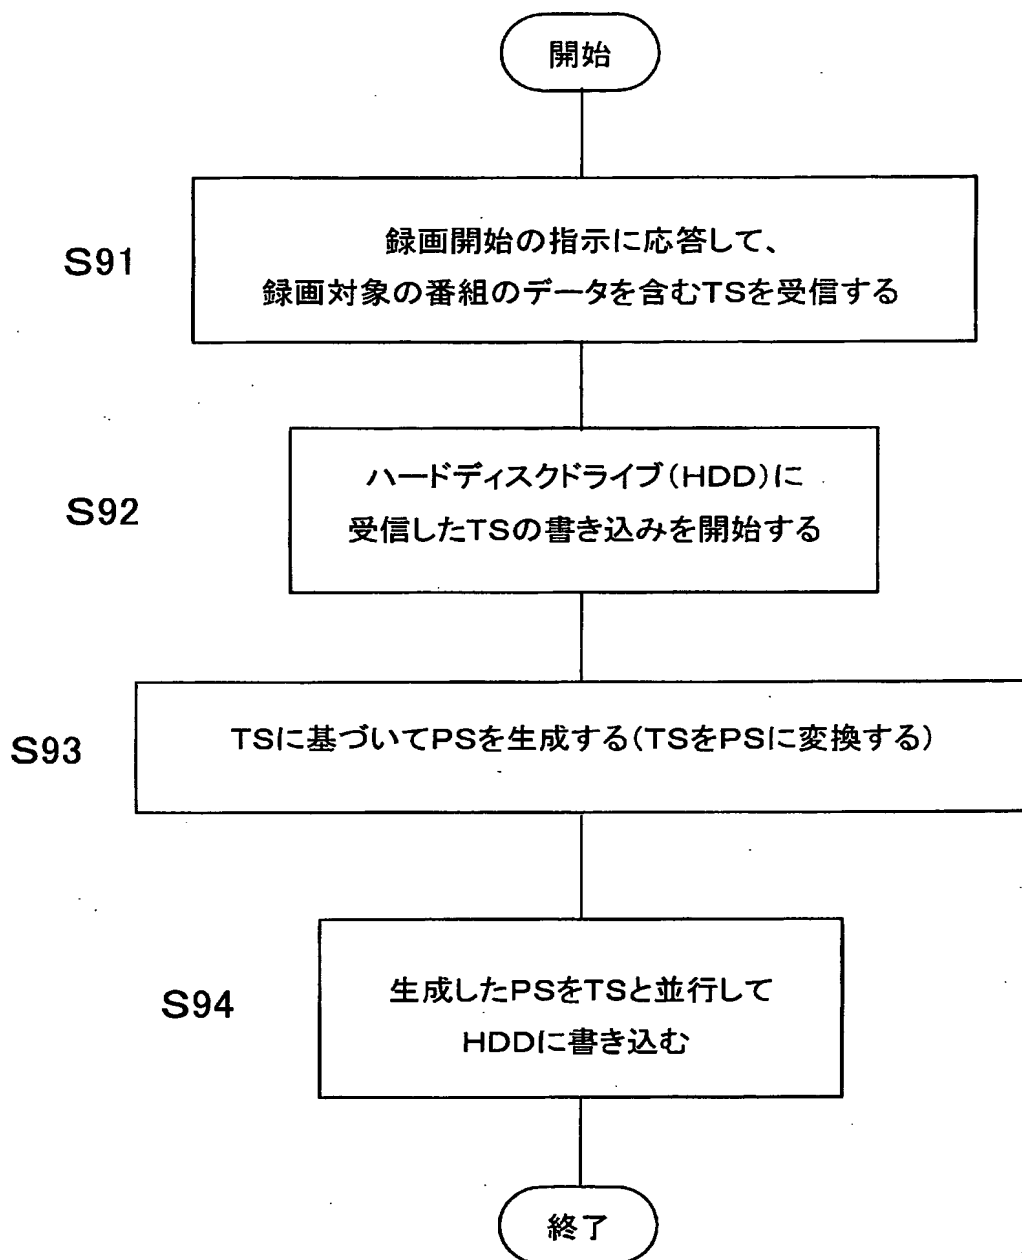 開始
S91
録画開始の指示に応答して、
録画対象の番組のデータを含むTSを受信する
S92
ハードディスクドライブ(HDD)に
受信したTSの書き込みを開始する
S93
TSに基づいてPSを生成する(TSをPSに変換する)
S94
生成したPSをTSと並行して
HDDに書き込む
終了